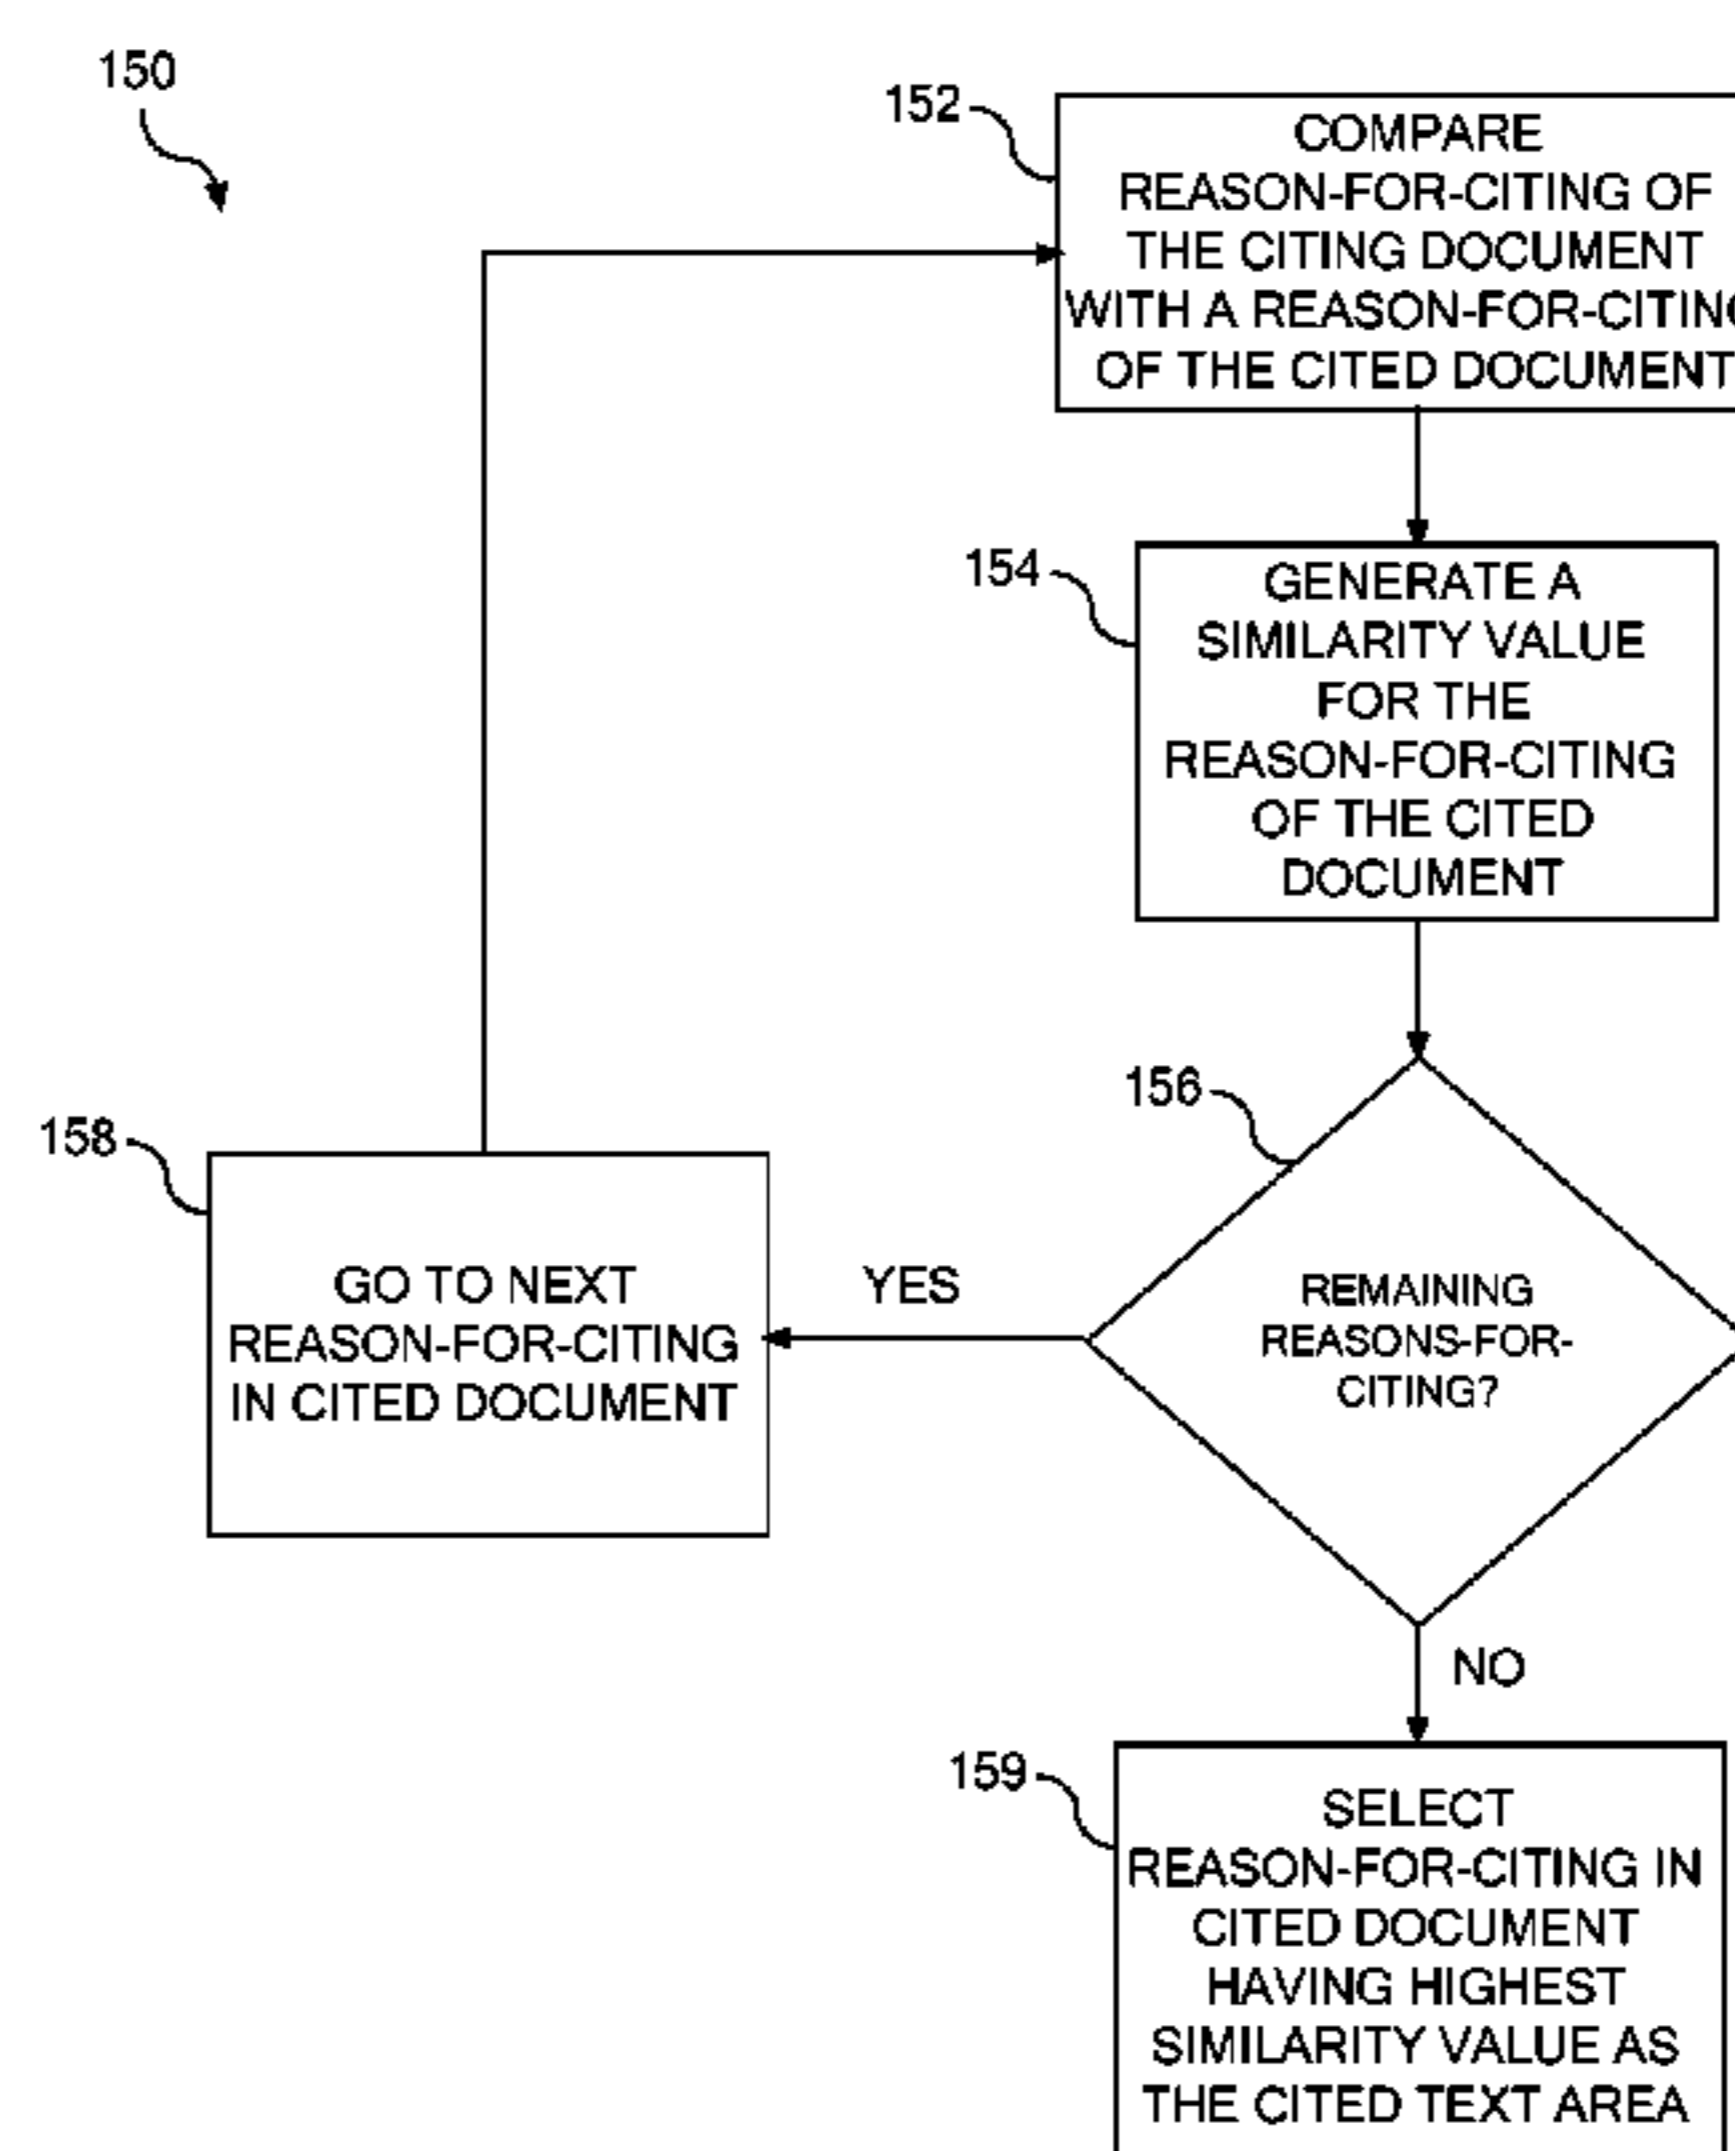 150
152
COMPARE
REASON-FOR-CITING OF
THE CITING DOCUMENT
WITH A REASON-FOR-CITING
OF THE CITED DOCUMENT
154
GENERATE A
SIMILARITY VALUE
FOR THE
REASON-FOR-CITING
OF THE CITED
DOCUMENT
156
REMAINING
REASONS-FOR-
CITING?
YES
158
GO TO NEXT
REASON-FOR-CITING
IN CITED DOCUMENT
NO
159
SELECT
REASON-FOR-CITING IN
CITED DOCUMENT
HAVING HIGHEST
SIMILARITY VALUE AS
THE CITED TEXT AREA